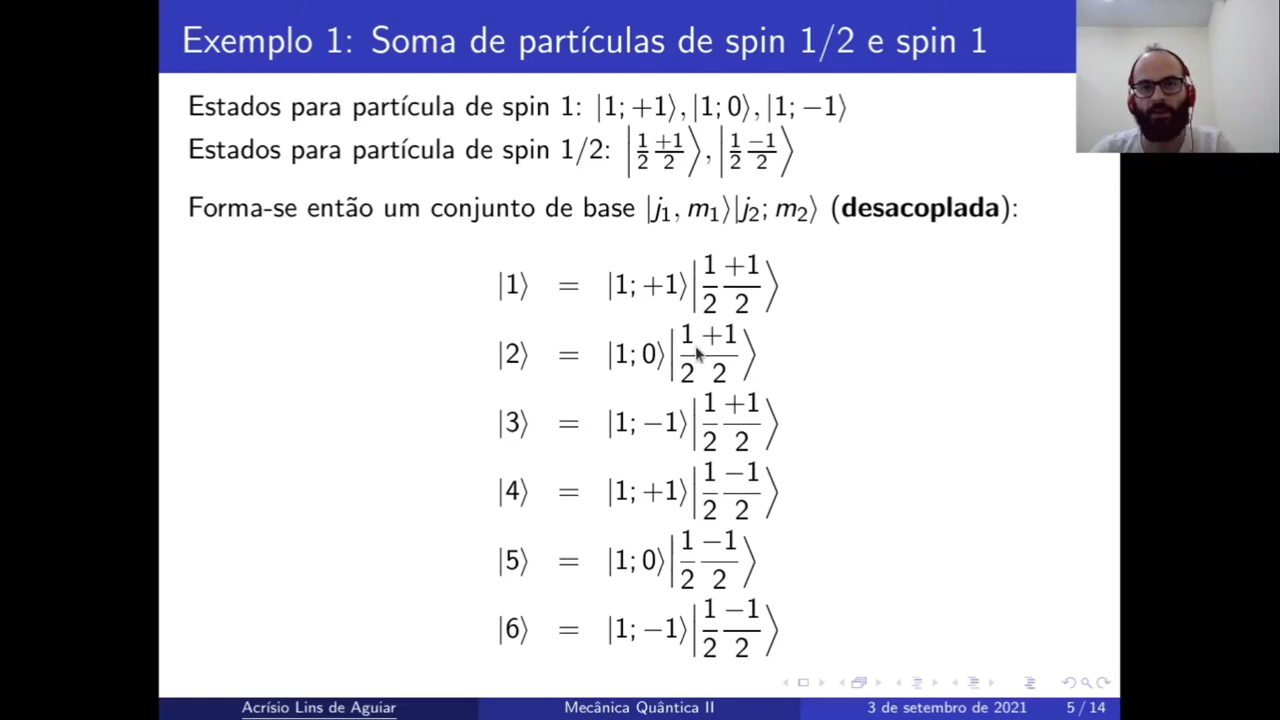 Exemplo 1: Soma de partículas de spin 1/2 e spin 1
Estados para partícula de spin 1: |1; +1⟩, |1; 0⟩, |1; −1⟩
Estados para partícula de spin 1/2: |1/2 +1/2⟩, |1/2 −1/2⟩
Forma-se então um conjunto de base |j₁, m₁⟩|j₂; m₂⟩ (desacoplada):
|1⟩ = |1; +1⟩|1/2 +1/2⟩
|2⟩ = |1; 0⟩|1/2 +1/2⟩
|3⟩ = |1; −1⟩|1/2 +1/2⟩
|4⟩ = |1; +1⟩|1/2 −1/2⟩
|5⟩ = |1; 0⟩|1/2 −1/2⟩
|6⟩ = |1; −1⟩|1/2 −1/2⟩
Acrísio Lins de Aguiar Mecânica Quântica II 3 de setembro de 2021 5 / 14